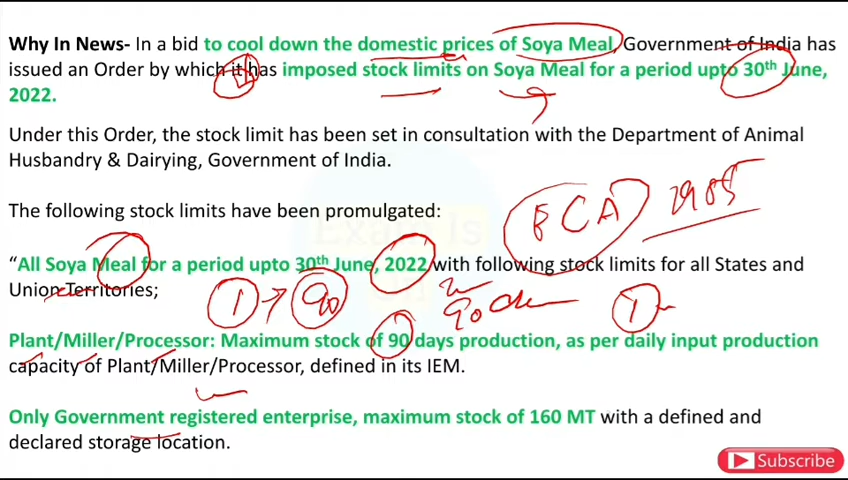 Why In News- In a bid to cool down the domestic prices of Soya Meal, Government of India has
issued an Order by which it has imposed stock limits on Soya Meal for a period upto 30th June,
2022.
Under this Order, the stock limit has been set in consultation with the Department of Animal
Husbandry & Dairying, Government of India.
ECA
The following stock limits have been promulgated:
"All Soya Meal for a period upto 30th June, 2022 with following stock limits for all States and
Union Territories;
1 → 90
90
Plant/Miller/Processor: Maximum stock of 90 days production, as per daily input production
capacity of Plant/Miller/Processor, defined in its IEM.
Only Government registered enterprise, maximum stock of 160 MT with a defined and
declared storage location.
Subscribe